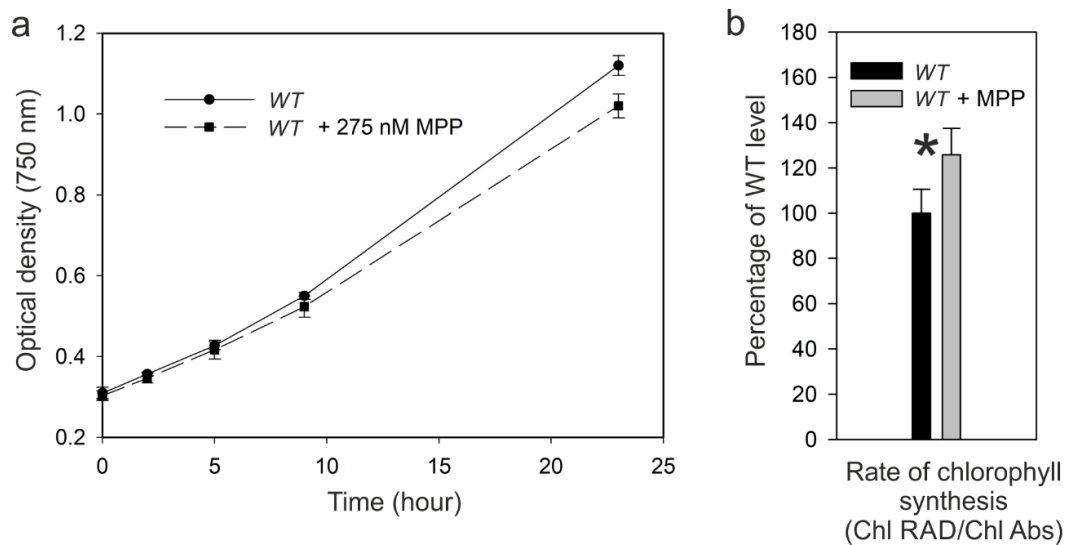 a
Optical density (750 nm)
1.2
1.0
0.8
0.6
0.4
0.2
WT
WT + 275 nM MPP
0 5 10 15 20 25
Time (hour)
b
Percentage of WT level
180
160
140
120
100
80
60
40
20
0
WT
WT + MPP
*
Rate of chlorophyll
synthesis
(Chl RAD/Chl Abs)